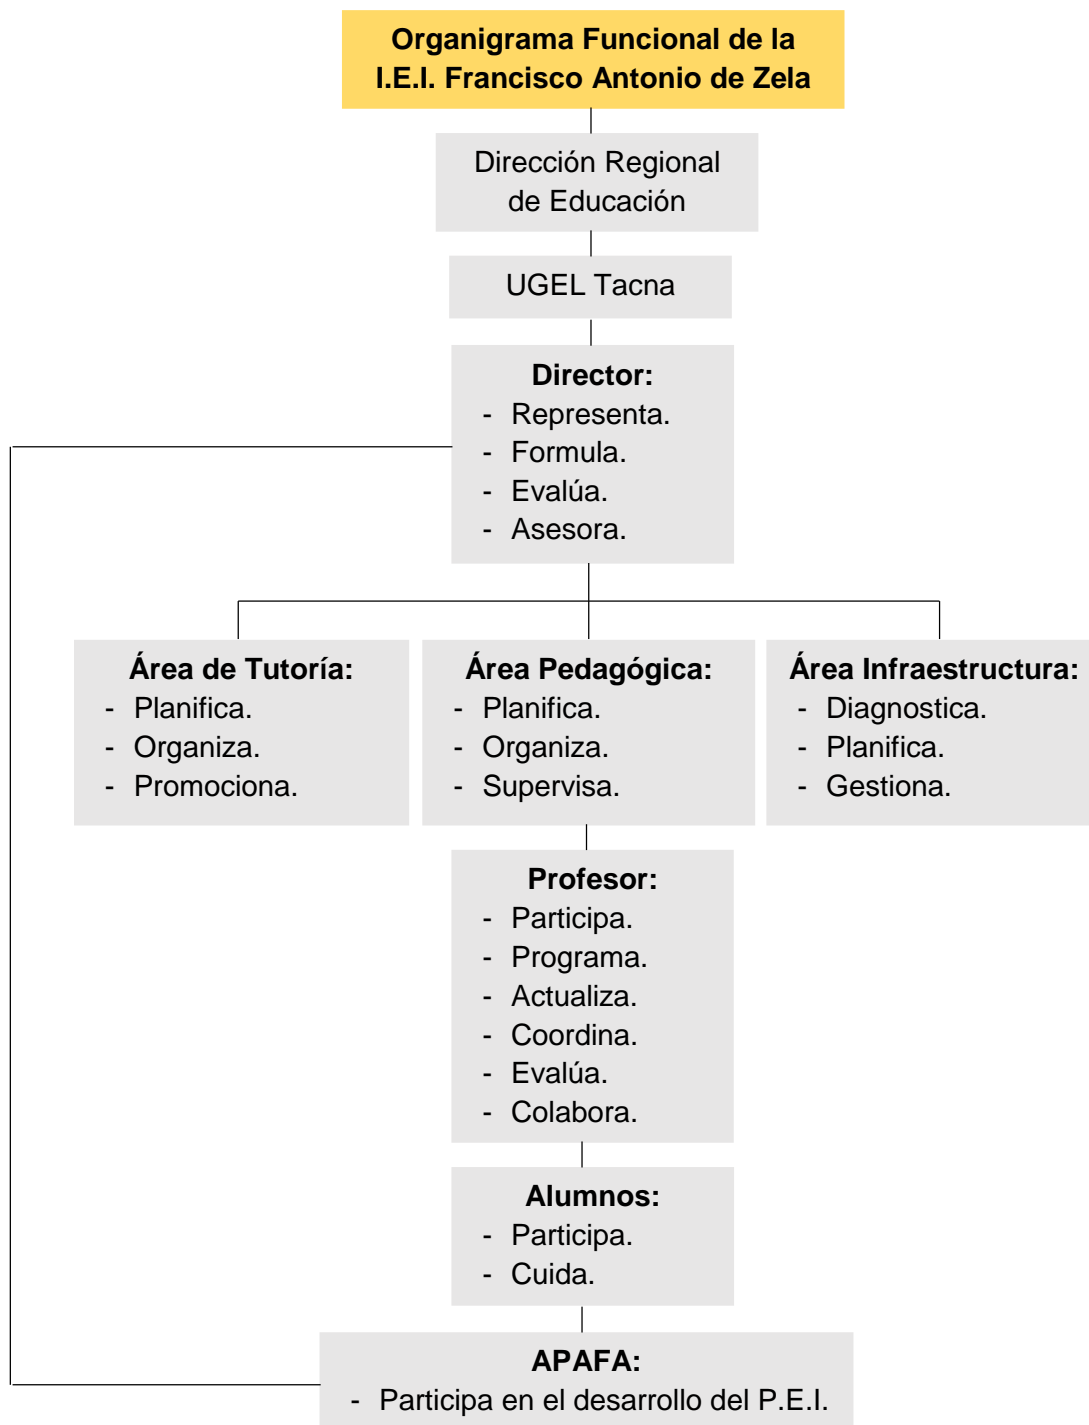 Organigrama Funcional de la
I.E.I. Francisco Antonio de Zela
Dirección Regional
de Educación
UGEL Tacna
Director:
- Representa.
- Formula.
- Evalúa.
- Asesora.
Área de Tutoría:
- Planifica.
- Organiza.
- Promociona.
Área Pedagógica:
- Planifica.
- Organiza.
- Supervisa.
Área Infraestructura:
- Diagnostica.
- Planifica.
- Gestiona.
Profesor:
- Participa.
- Programa.
- Actualiza.
- Coordina.
- Evalúa.
- Colabora.
Alumnos:
- Participa.
- Cuida.
APAFA:
- Participa en el desarrollo del P.E.I.